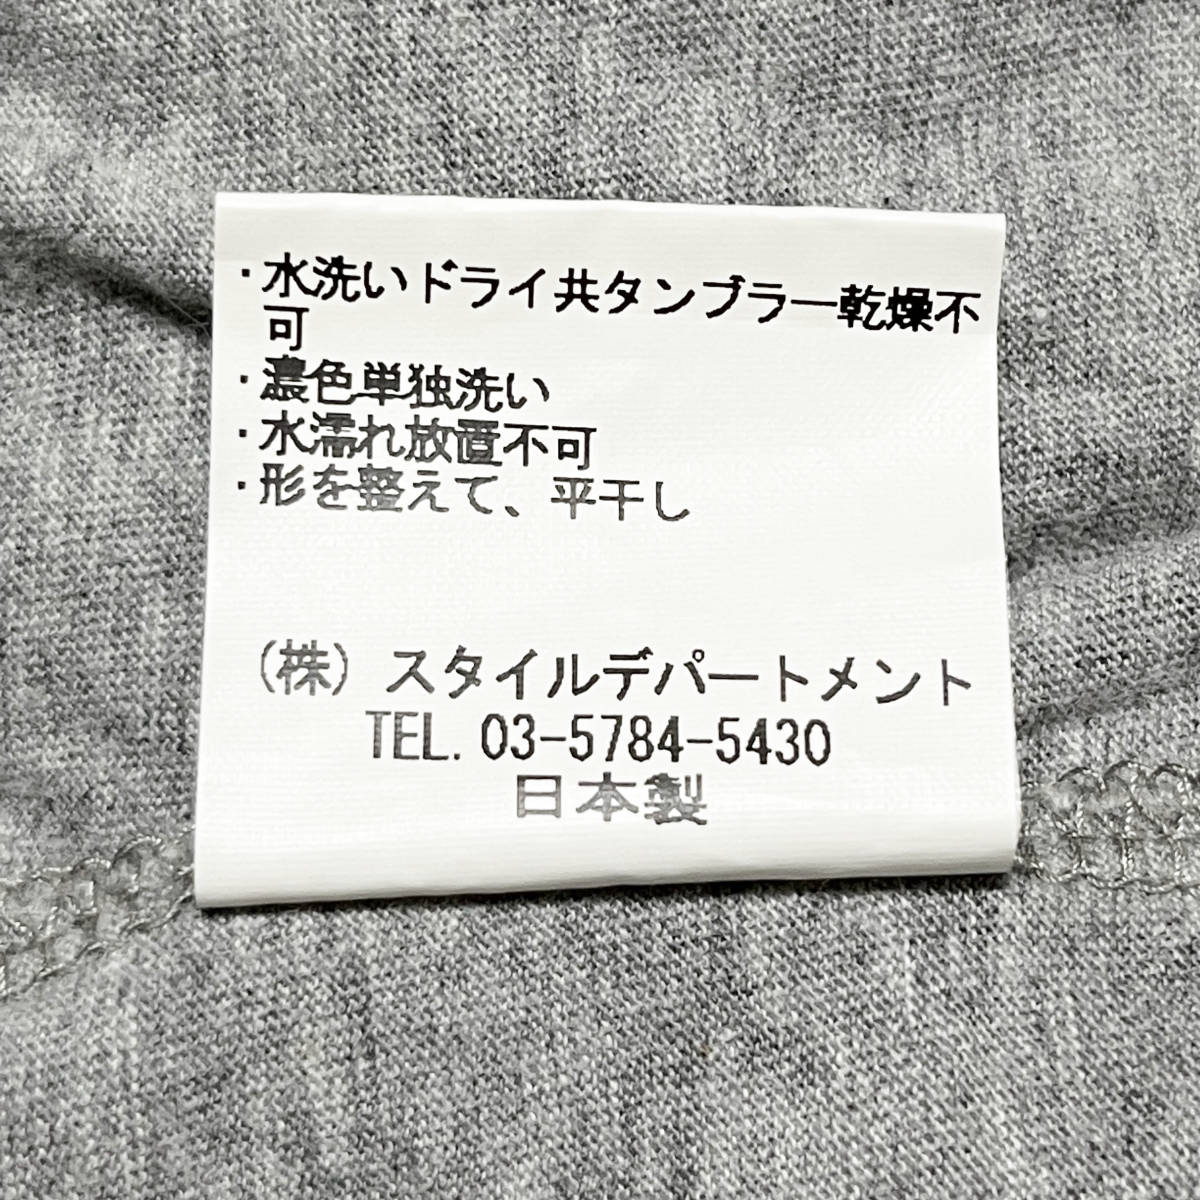 ・水洗いドライ共タンブラー乾燥不
可
・濃色単独洗い
・水濡れ放置不可
・形を整えて、平干し
(株) スタイルデパートメント
TEL. 03-5784-5430
日本製